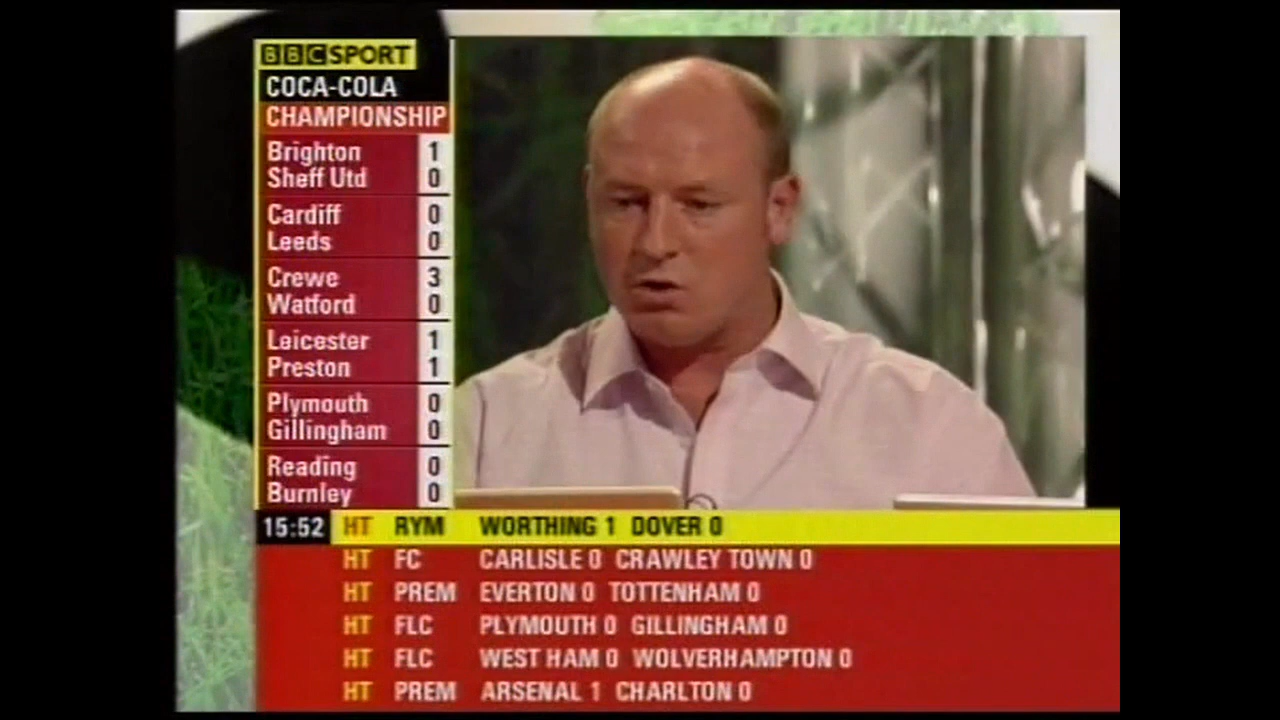 BBC SPORT
COCA-COLA
CHAMPIONSHIP
Brighton 1
Sheff Utd 0
Cardiff 0
Leeds 0
Crewe 3
Watford 0
Leicester 1
Preston 1
Plymouth 0
Gillingham 0
Reading 0
Burnley 0
15:52 HT RYM WORTHING 1 DOVER 0
HT FC CARLISLE 0 CRAWLEY TOWN 0
HT PREM EVERTON 0 TOTTENHAM 0
HT FLC PLYMOUTH 0 GILLINGHAM 0
HT FLC WEST HAM 0 WOLVERHAMPTON 0
HT PREM ARSENAL 1 CHARLTON 0